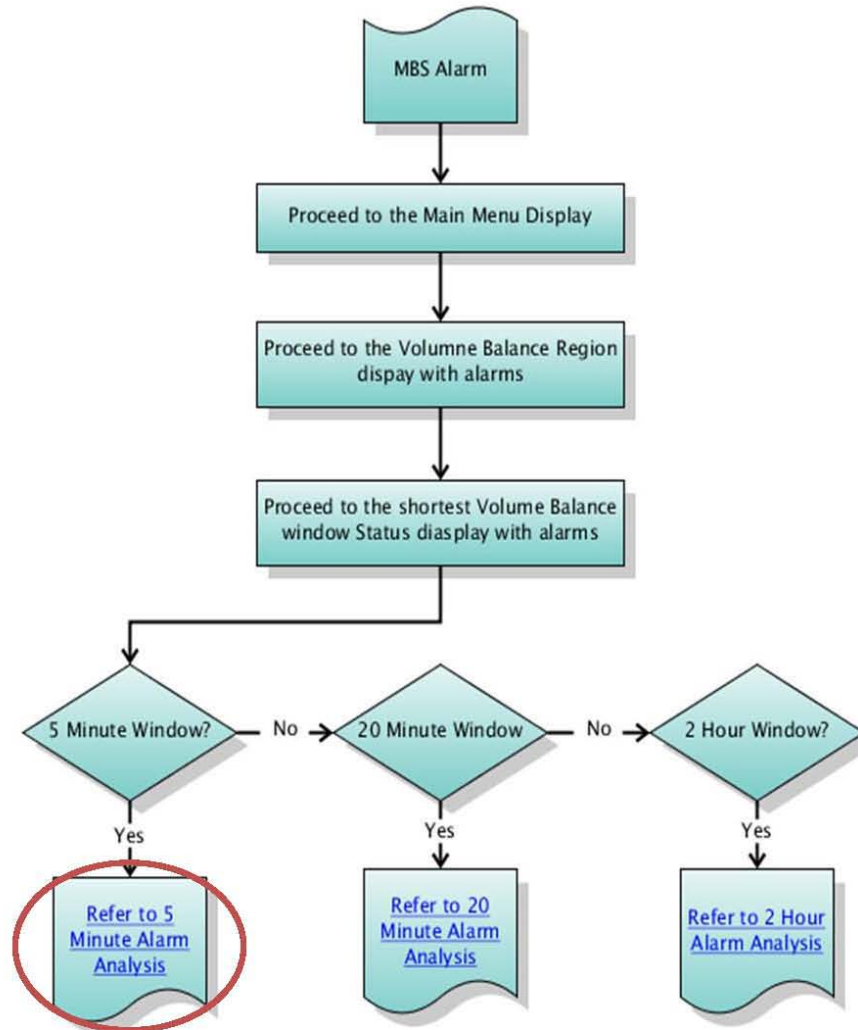 MBS Alarm
Proceed to the Main Menu Display
Proceed to the Volumne Balance Region
dispay with alarms
Proceed to the shortest Volume Balance
window Status diasplay with alarms
5 Minute Window?
No
20 Minute Window
No
2 Hour Window?
Yes
Yes
Yes
Refer to 5
Minute Alarm
Analysis
Refer to 20
Minute Alarm
Analysis
Refer to 2 Hour
Alarm Analysis